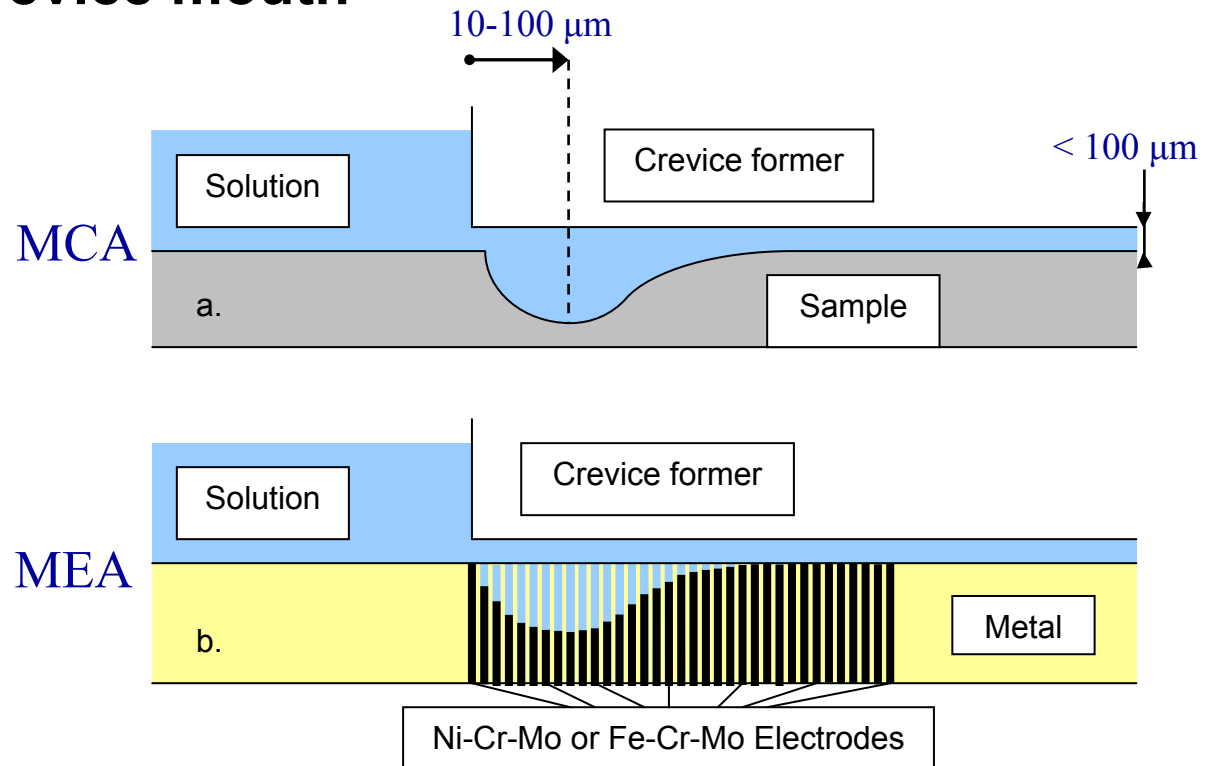 10-100 μm
Solution
Crevice former
< 100 μm
MCA
a.
Sample
Solution
Crevice former
MEA
b.
Metal
Ni-Cr-Mo or Fe-Cr-Mo Electrodes